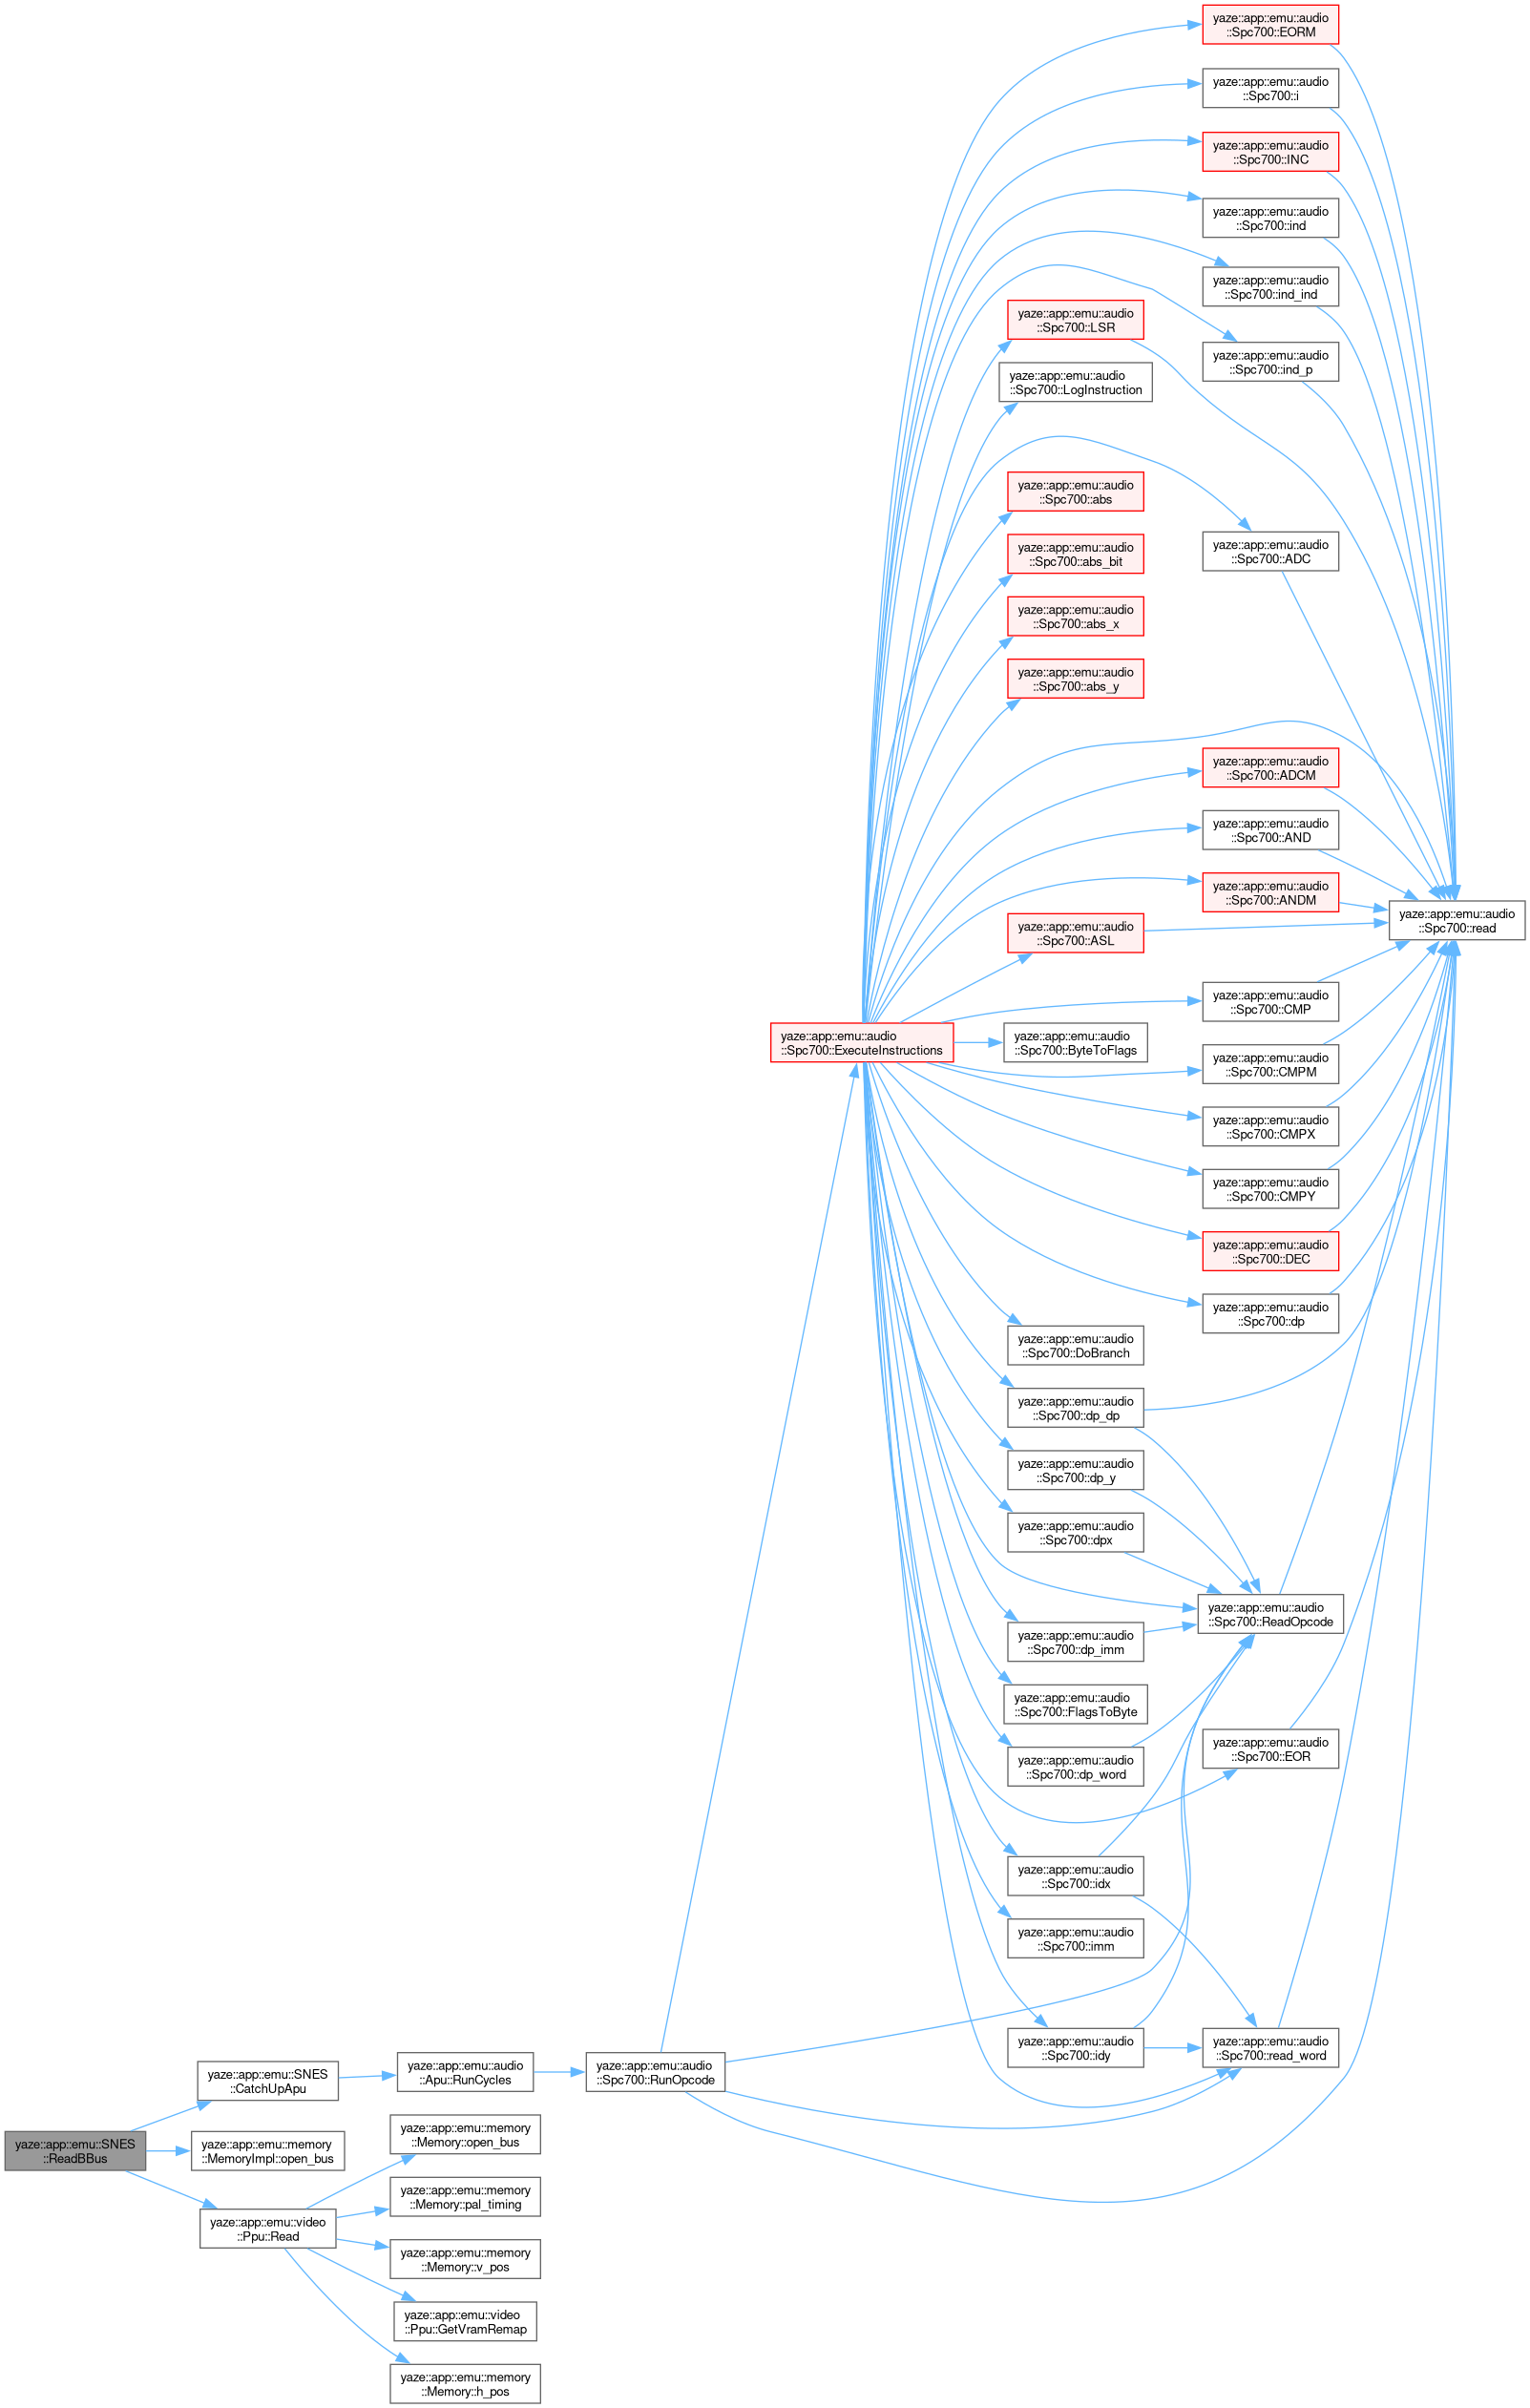 yaze::app::emu::audio
::Spc700::EORM
yaze::app::emu::audio
::Spc700::i
yaze::app::emu::audio
::Spc700::INC
yaze::app::emu::audio
::Spc700::ind
yaze::app::emu::audio
::Spc700::ind_ind
yaze::app::emu::audio
::Spc700::LSR
yaze::app::emu::audio
::Spc700::ind_p
yaze::app::emu::audio
::Spc700::LogInstruction
yaze::app::emu::audio
::Spc700::abs
yaze::app::emu::audio
::Spc700::ADC
yaze::app::emu::audio
::Spc700::abs_bit
yaze::app::emu::audio
::Spc700::abs_x
yaze::app::emu::audio
::Spc700::abs_y
yaze::app::emu::audio
::Spc700::ADCM
yaze::app::emu::audio
::Spc700::AND
yaze::app::emu::audio
::Spc700::ANDM
yaze::app::emu::audio
::Spc700::read
yaze::app::emu::audio
::Spc700::ASL
yaze::app::emu::audio
::Spc700::CMP
yaze::app::emu::audio
::Spc700::ExecuteInstructions
yaze::app::emu::audio
::Spc700::ByteToFlags
yaze::app::emu::audio
::Spc700::CMPM
yaze::app::emu::audio
::Spc700::CMPX
yaze::app::emu::audio
::Spc700::CMPY
yaze::app::emu::audio
::Spc700::DEC
yaze::app::emu::audio
::Spc700::dp
yaze::app::emu::audio
::Spc700::DoBranch
yaze::app::emu::audio
::Spc700::dp_dp
yaze::app::emu::audio
::Spc700::dp_y
yaze::app::emu::audio
::Spc700::dpx
yaze::app::emu::audio
::Spc700::ReadOpcode
yaze::app::emu::audio
::Spc700::dp_imm
yaze::app::emu::audio
::Spc700::FlagsToByte
yaze::app::emu::audio
::Spc700::EOR
yaze::app::emu::audio
::Spc700::dp_word
yaze::app::emu::audio
::Spc700::idx
yaze::app::emu::audio
::Spc700::imm
yaze::app::emu::audio
::Spc700::idy
yaze::app::emu::audio
::Spc700::read_word
yaze::app::emu::SNES
::CatchUpApu
yaze::app::emu::audio
::Apu::RunCycles
yaze::app::emu::audio
::Spc700::RunOpcode
yaze::app::emu::SNES
::ReadBBus
yaze::app::emu::memory
::MemoryImpl::open_bus
yaze::app::emu::memory
::Memory::open_bus
yaze::app::emu::memory
::Memory::pal_timing
yaze::app::emu::video
::Ppu::Read
yaze::app::emu::memory
::Memory::v_pos
yaze::app::emu::video
::Ppu::GetVramRemap
yaze::app::emu::memory
::Memory::h_pos